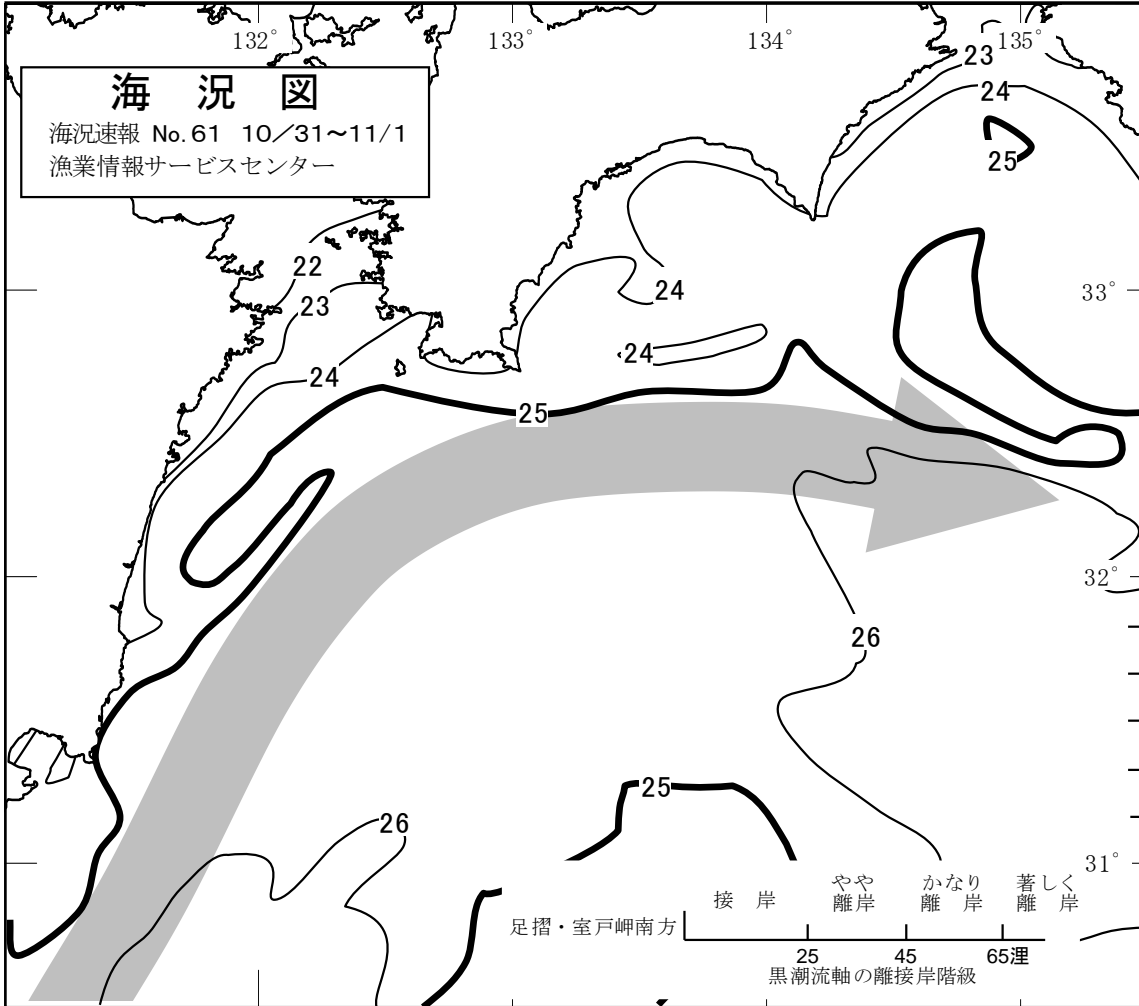 132°
133°
134°
135°
海 況 図
海況速報 No.61 10/31~11/1
漁業情報サービスセンター
23
24
25
22
23
24
24
24
25
33°
32°
26
25
26
31°
接 岸
やや
離岸
かなり
離 岸
著しく
離 岸
足摺・室戸岬南方
25
45
65浬
黒潮流軸の離接岸階級